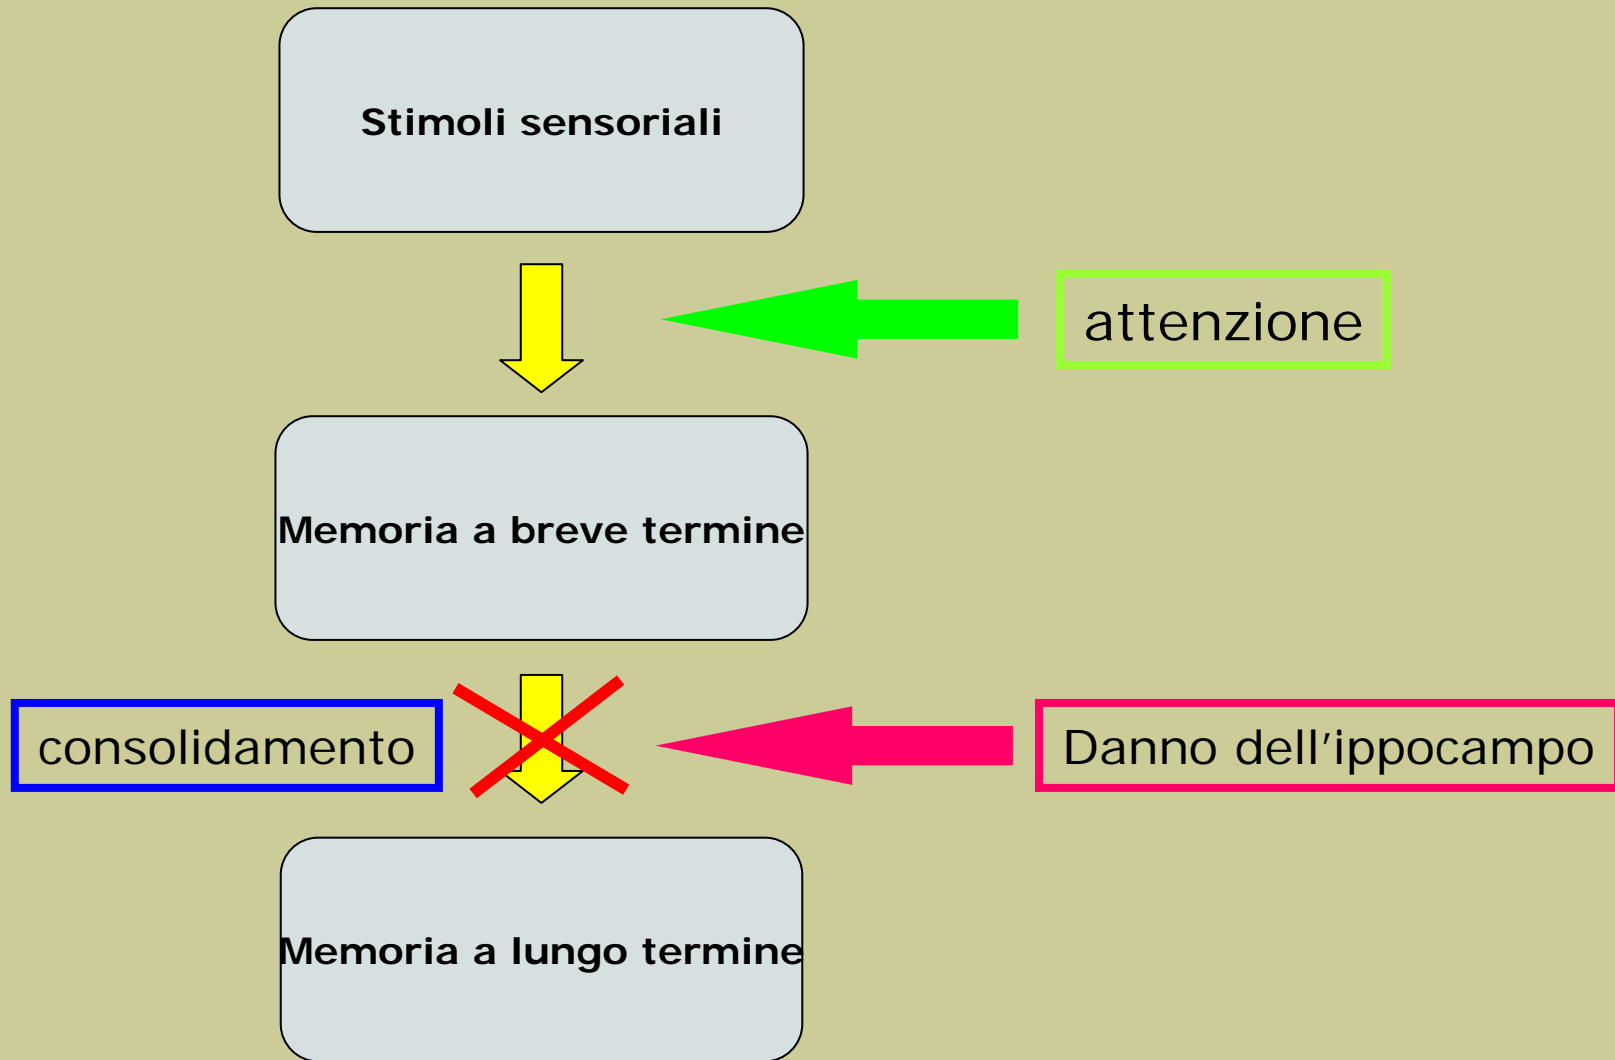 Stimoli sensoriali
attenzione
Memoria a breve termine
consolidamento
Danno dell’ippocampo
Memoria a lungo termine